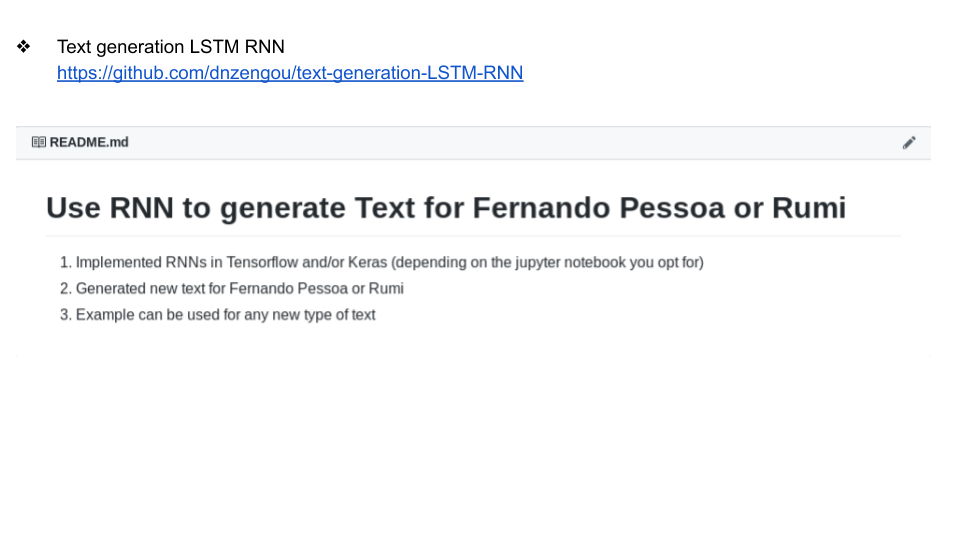 ❖ Text generation LSTM RNN
https://github.com/dnzengou/text-generation-LSTM-RNN
README.md
Use RNN to generate Text for Fernando Pessoa or Rumi
1. Implemented RNNs in Tensorflow and/or Keras (depending on the jupyter notebook you opt for)
2. Generated new text for Fernando Pessoa or Rumi
3. Example can be used for any new type of text